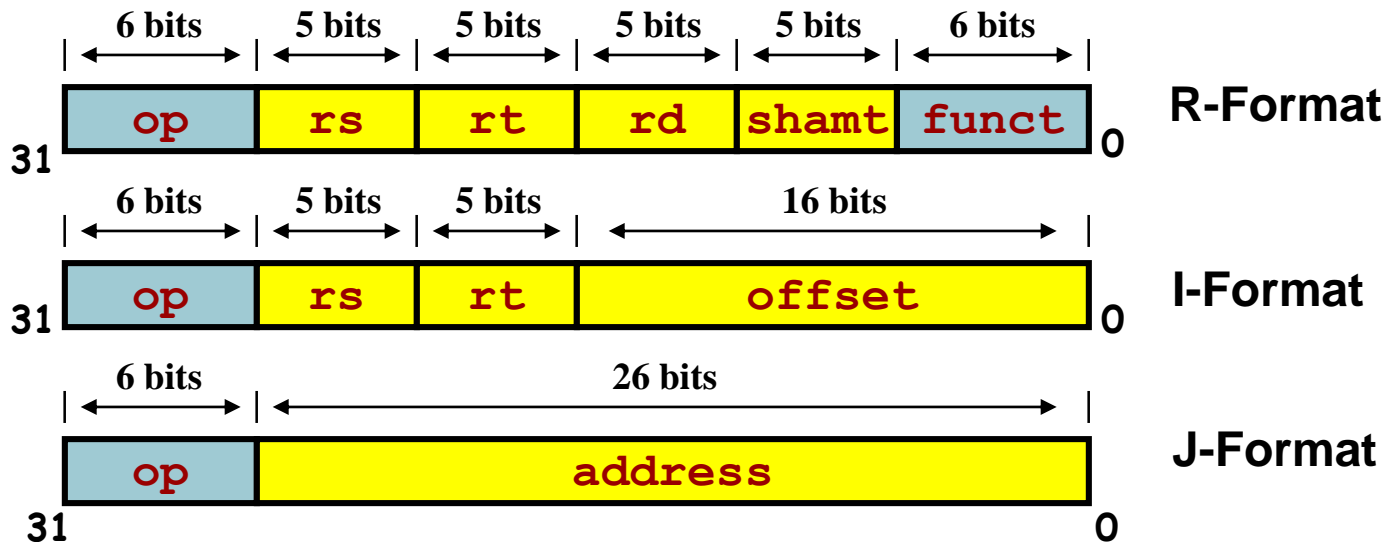 6 bits 5 bits 5 bits 5 bits 5 bits 6 bits
op rs rt rd shamt funct R-Format
31 0
6 bits 5 bits 5 bits 16 bits
op rs rt offset I-Format
31 0
6 bits 26 bits
op address J-Format
31 0